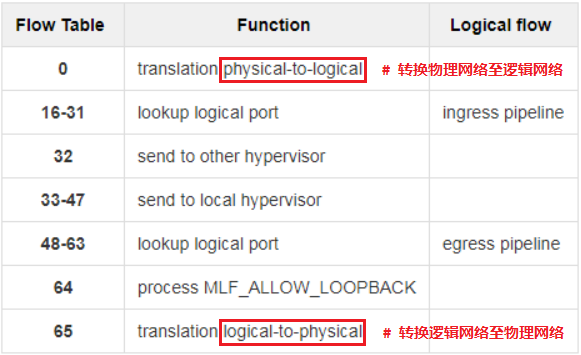 Flow Table Function Logical flow
0 translation physical-to-logical # 转换物理网络至逻辑网络
16-31 lookup logical port ingress pipeline
32 send to other hypervisor
33-47 send to local hypervisor
48-63 lookup logical port egress pipeline
64 process MLF_ALLOW_LOOPBACK
65 translation logical-to-physical # 转换逻辑网络至物理网络